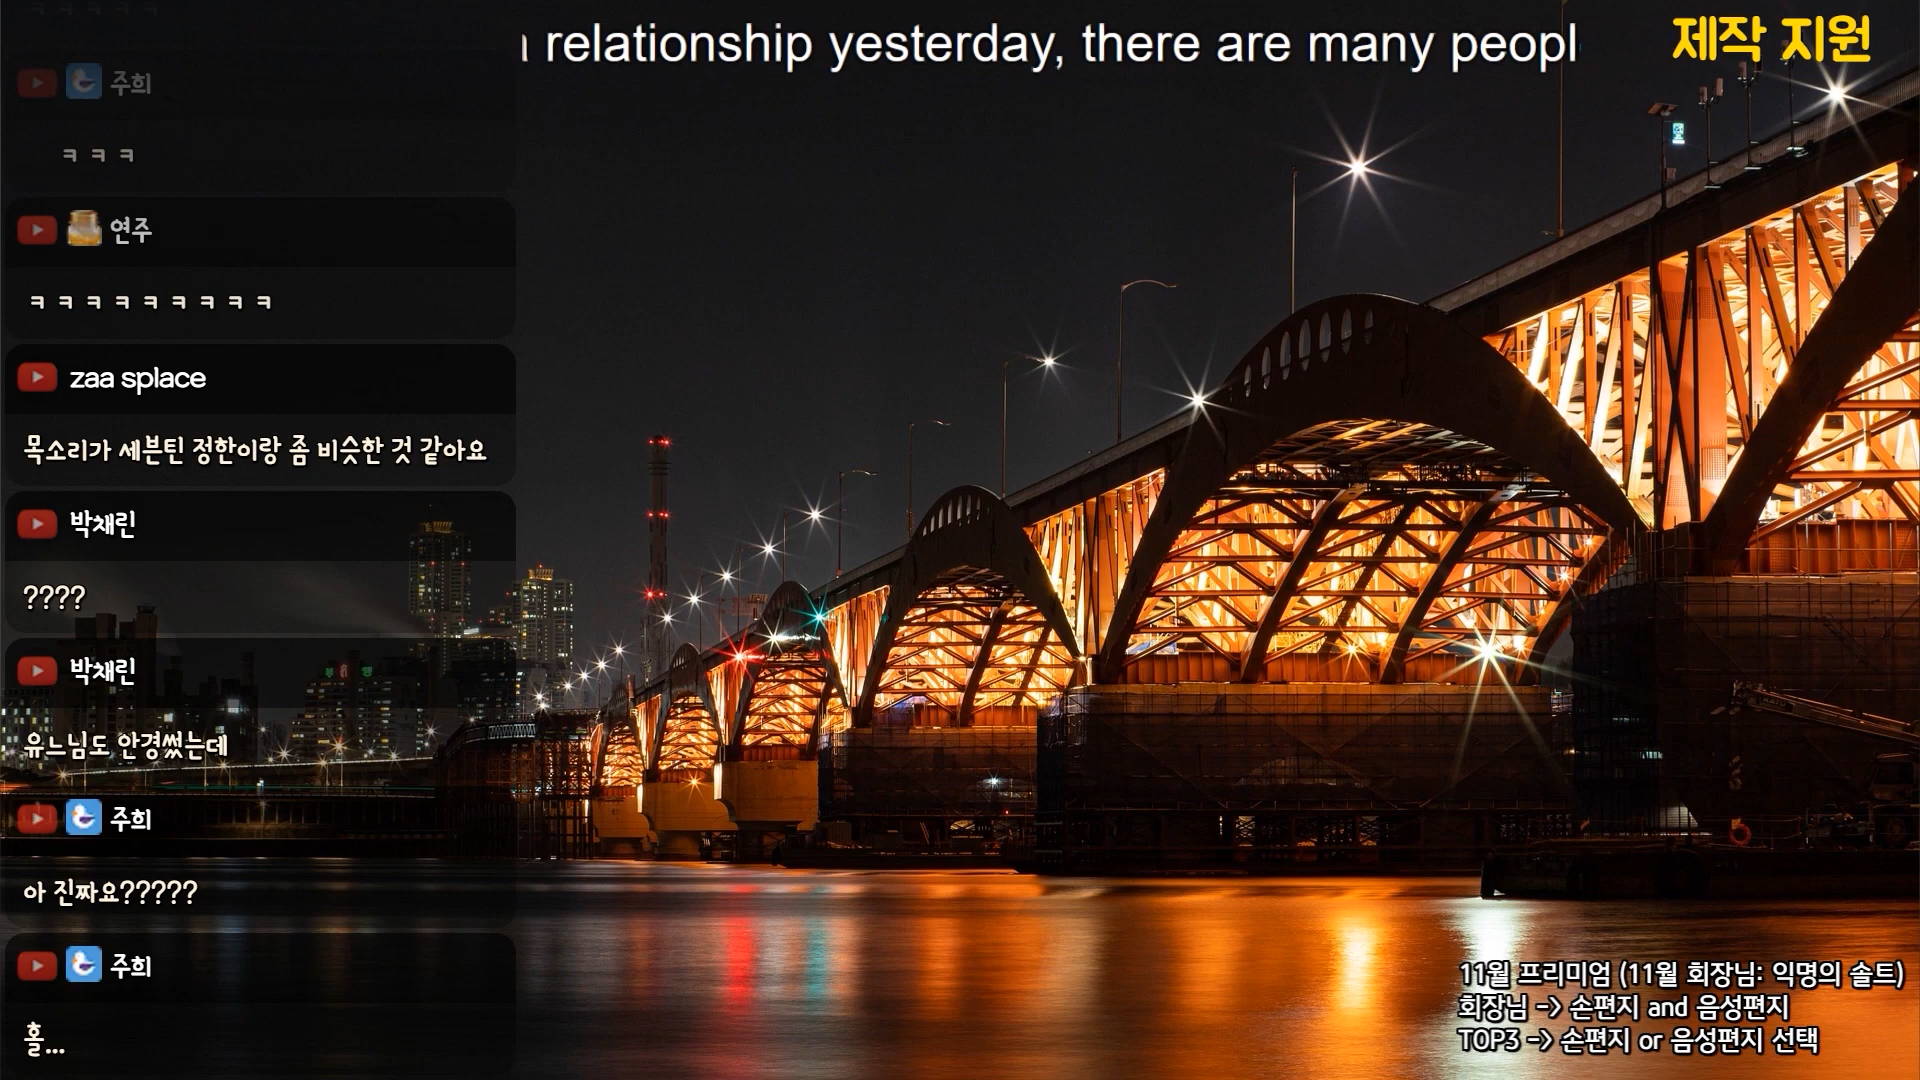 relationship yesterday, there are many peopl
제작 지원
주희
ㅋㅋㅋ
연주
ㅋㅋㅋㅋㅋㅋㅋㅋㅋ
zaa splace
목소리가 세븐틴 정한이랑 좀 비슷한 것 같아요
박채린
????
박채린
유느님도 안경썼는데
주희
아 진짜요?????
주희
홀...
11월 프리미엄 (11월 회장님: 익명의 솔트)
회장님 -> 손편지 and 음성편지
TOP3 -> 손편지 or 음성편지 선택